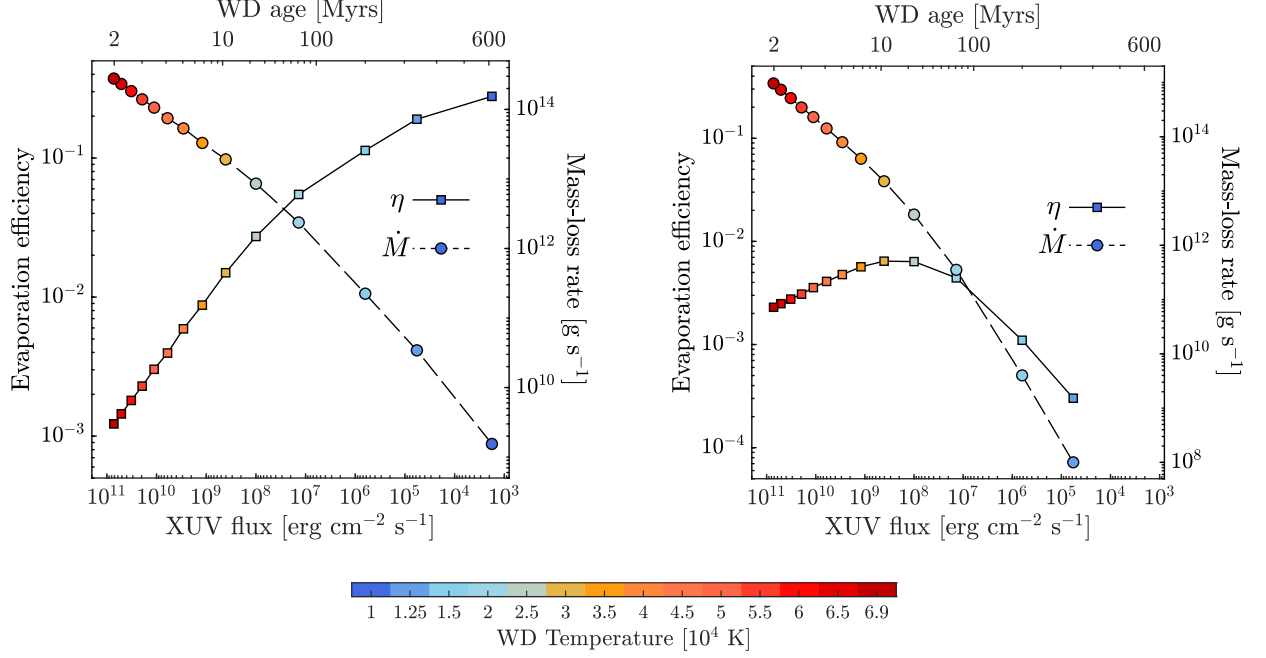 WD age [Myrs]
2 10 100 600
Evaporation efficiency
10⁻¹
10⁻²
10⁻³
η
Ṁ
10¹⁴
10¹²
10¹⁰
Mass-loss rate [g s⁻¹]
10¹¹ 10¹⁰ 10⁹ 10⁸ 10⁷ 10⁶ 10⁵ 10⁴ 10³
XUV flux [erg cm⁻² s⁻¹]
WD age [Myrs]
2 10 100 600
Evaporation efficiency
10⁻¹
10⁻²
10⁻³
10⁻⁴
η
Ṁ
10¹⁴
10¹²
10¹⁰
10⁸
Mass-loss rate [g s⁻¹]
10¹¹ 10¹⁰ 10⁹ 10⁸ 10⁷ 10⁶ 10⁵ 10⁴ 10³
XUV flux [erg cm⁻² s⁻¹]
1 1.25 1.5 2 2.5 3 3.5 4 4.5 5 5.5 6 6.5 6.9
WD Temperature [10⁴ K]